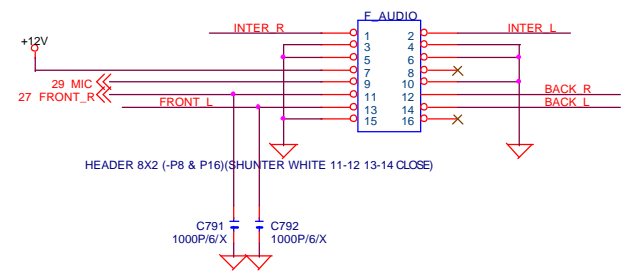 F_AUDIO
INTER_R
INTER_L
+12V
1 2
3 4
5 6
7 8
29 MIC
9 10
BACK_R
27 FRONT_R
11 12
FRONT_L
BACK_L
13 14
15 16
HEADER 8X2 (-P8 & P16)(SHUNTER WHITE 11-12 13-14 CLOSE)
C791
1000P/6/X
C792
1000P/6/X